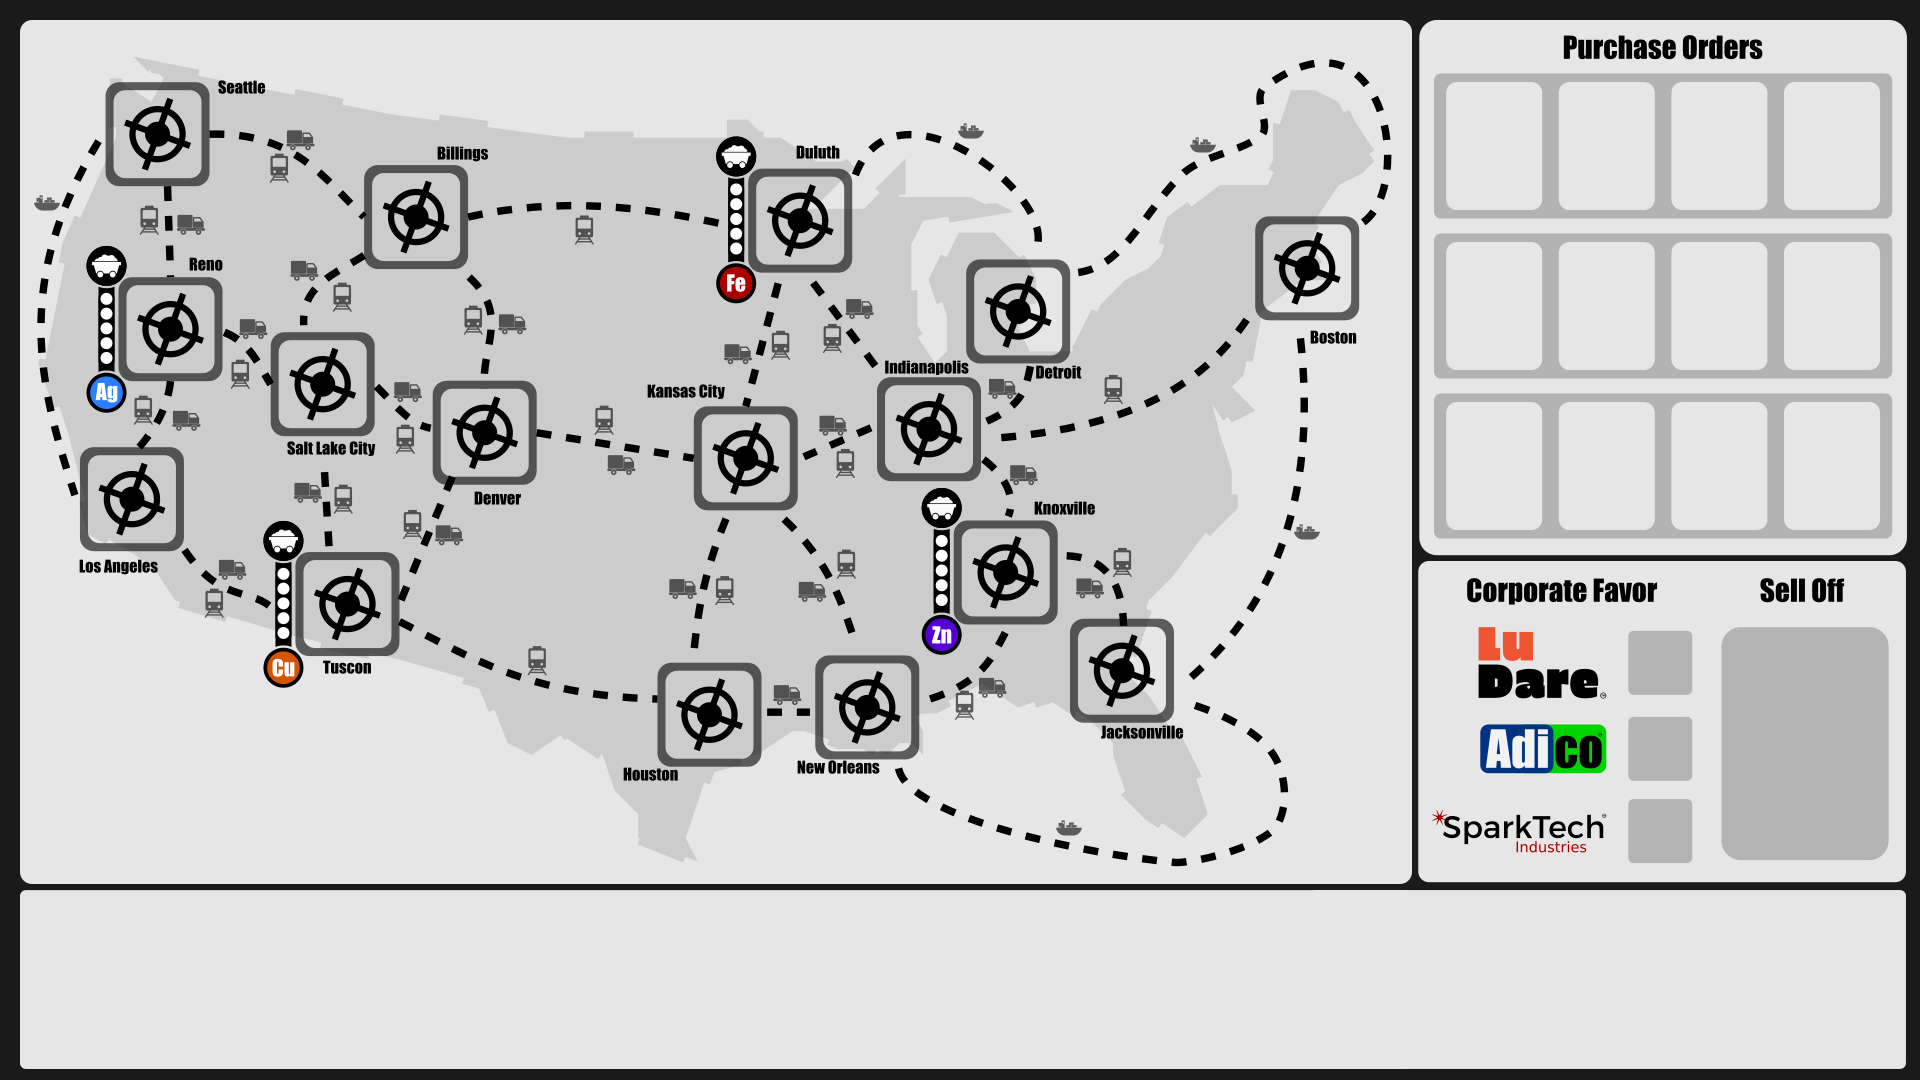 Purchase Orders
Seattle
Billings
Duluth
Reno
Fe
Boston
Indianapolis
Detroit
Kansas City
Ag
Salt Lake City
Denver
Knoxville
Los Angeles
Corporate Favor
Sell Off
Zn
Lu
Dare
Cu
Tuscon
Jacksonville
Adico
New Orleans
Houston
SparkTech
Industries